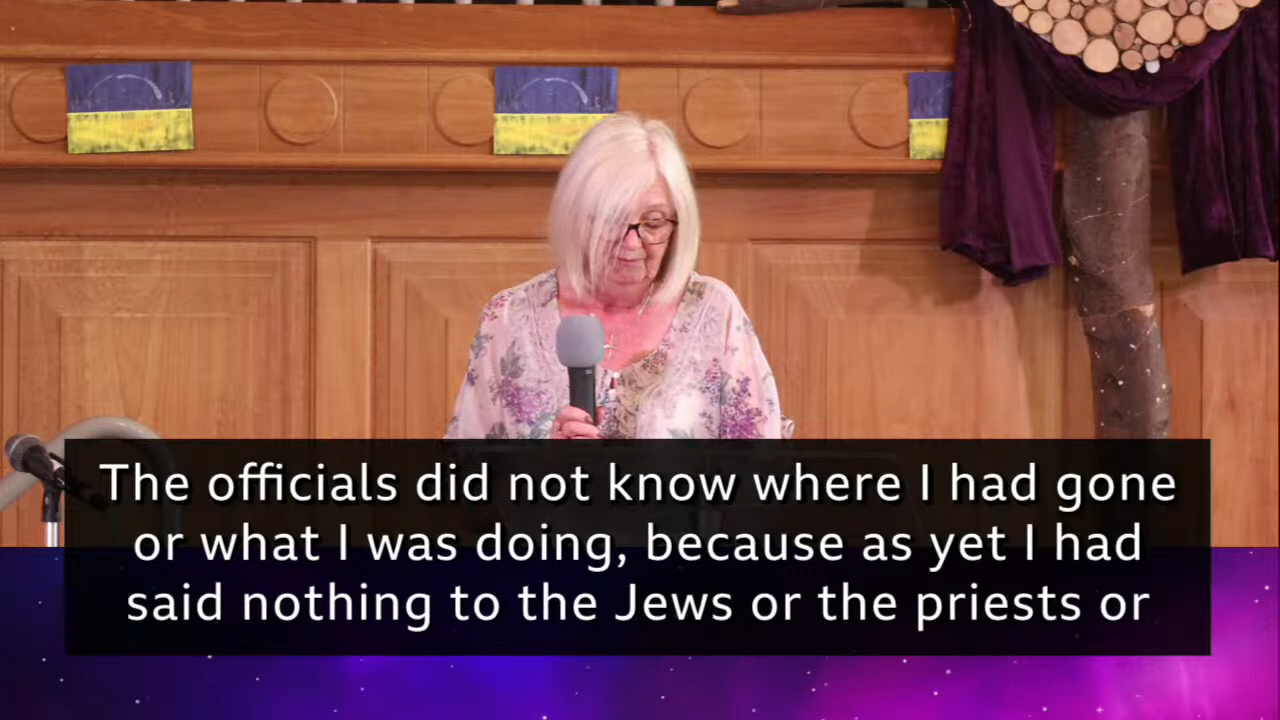 The officials did not know where I had gone
or what I was doing, because as yet I had
said nothing to the Jews or the priests or